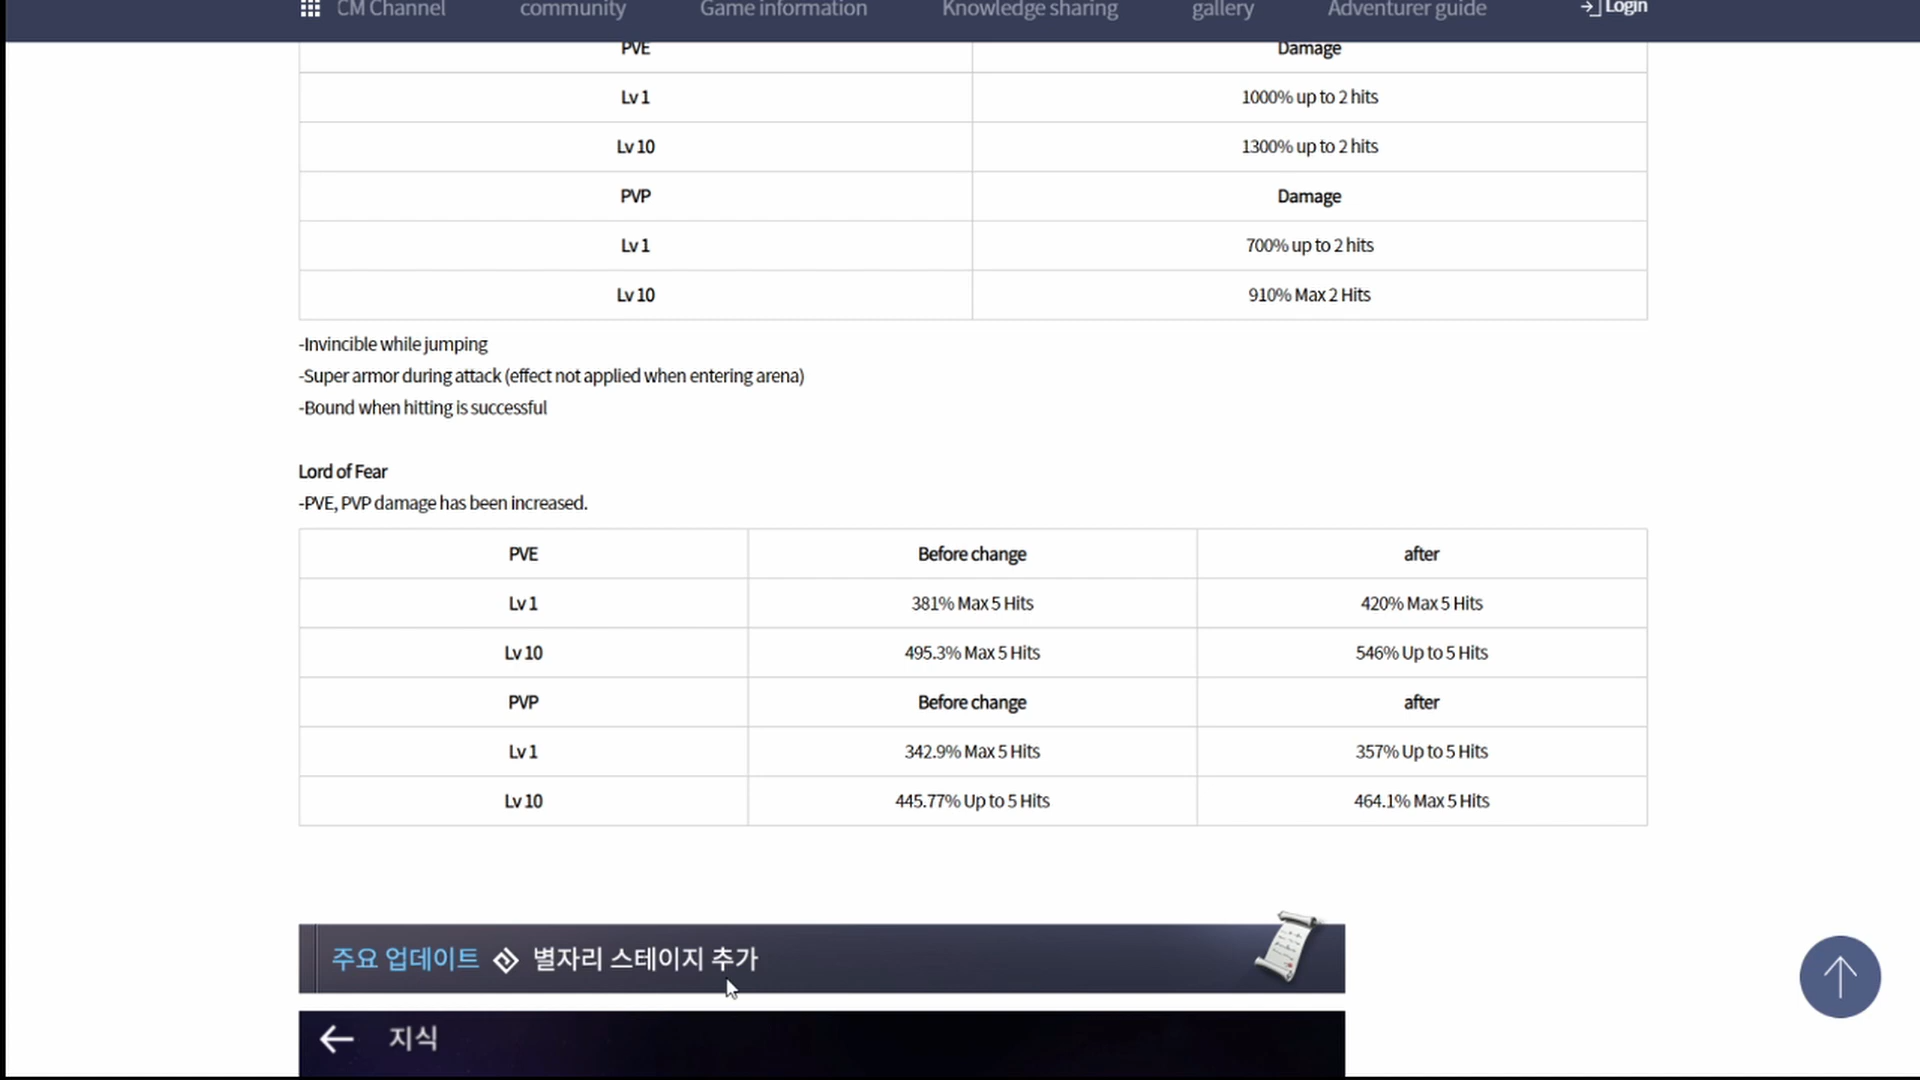 CM Channel community Game information Knowledge sharing gallery Adventurer guide Login
PVE Damage
Lv 1 1000% up to 2 hits
Lv 10 1300% up to 2 hits
PVP Damage
Lv 1 700% up to 2 hits
Lv 10 910% Max 2 Hits
-Invincible while jumping
-Super armor during attack (effect not applied when entering arena)
-Bound when hitting is successful
Lord of Fear
-PVE, PVP damage has been increased.
PVE Before change after
Lv 1 381% Max 5 Hits 420% Max 5 Hits
Lv 10 495.3% Max 5 Hits 546% Up to 5 Hits
PVP Before change after
Lv 1 342.9% Max 5 Hits 357% Up to 5 Hits
Lv 10 445.77% Up to 5 Hits 464.1% Max 5 Hits
주요 업데이트 별자리 스테이지 추가
지식